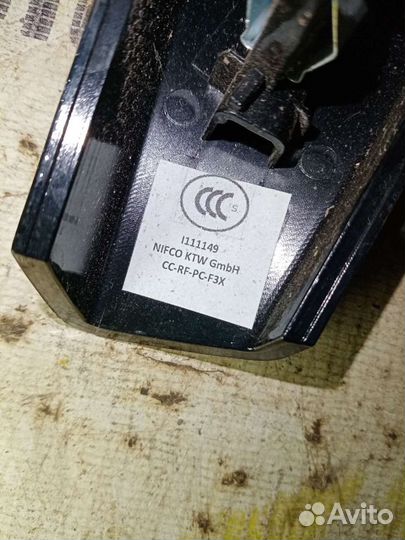 CCC S
I111149
NIFCO KTW GmbH
CC-RF-PC-F3X
Avito